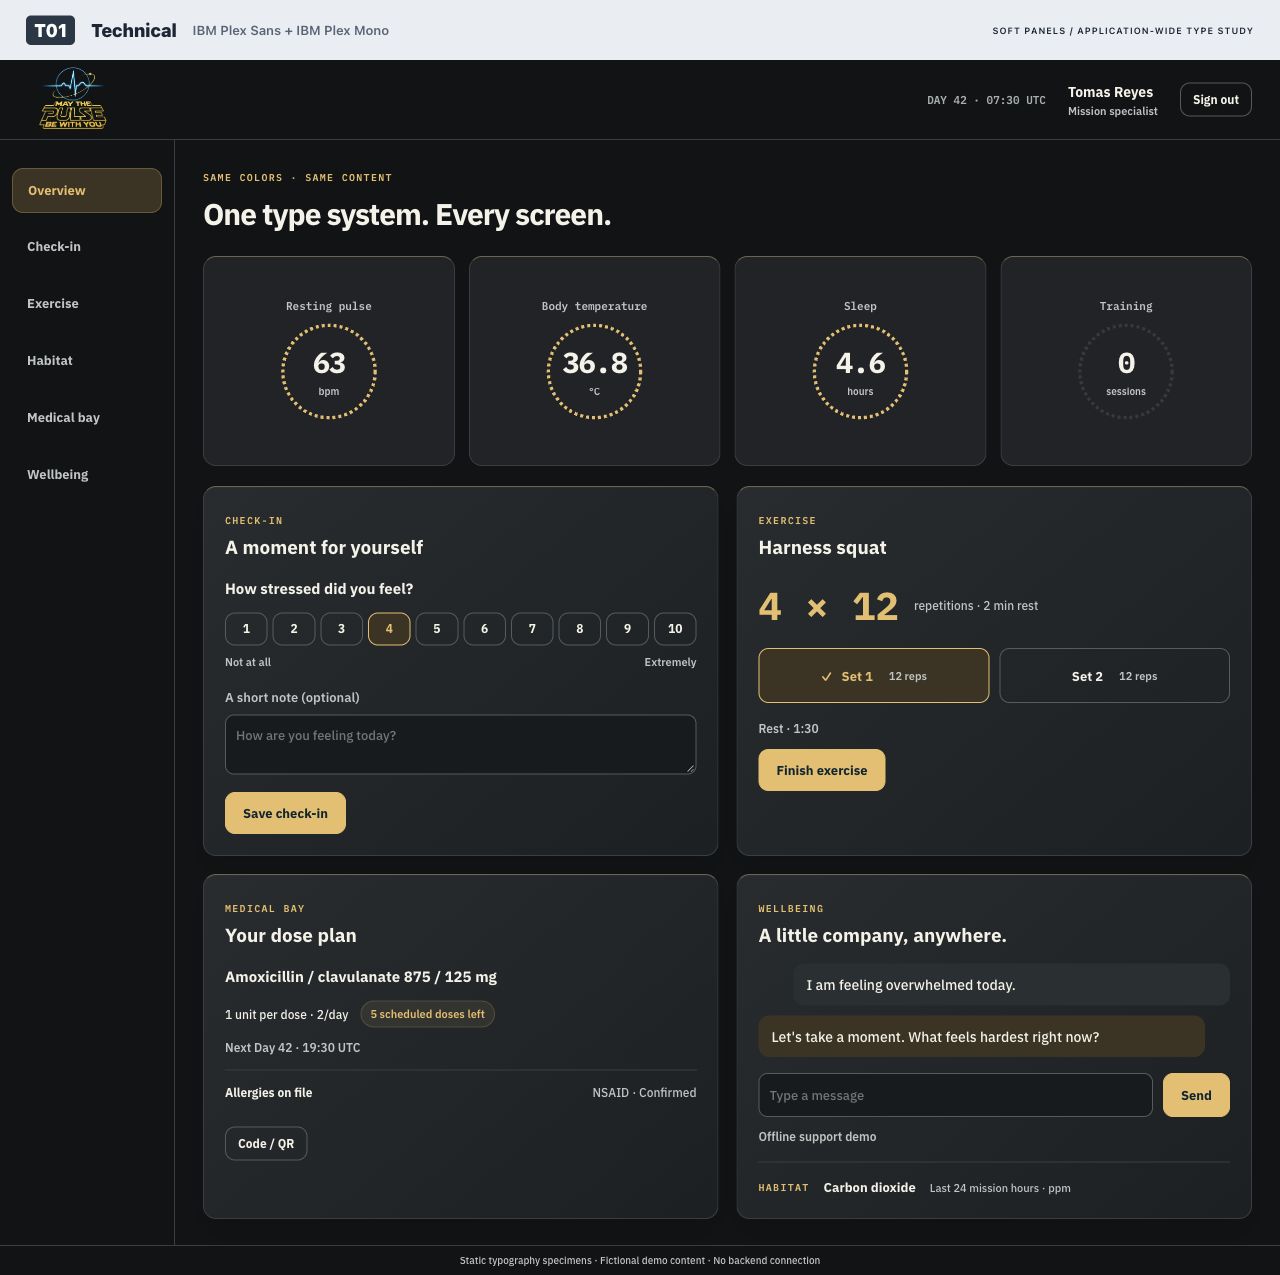 T01 Technical IBM Plex Sans + IBM Plex Mono
SOFT PANELS / APPLICATION-WIDE TYPE STUDY
MAY THE
PULSE
BE WITH YOU
DAY 42 · 07:30 UTC
Tomas Reyes
Mission specialist
Sign out
Overview
Check-in
Exercise
Habitat
Medical bay
Wellbeing
SAME COLORS · SAME CONTENT
One type system. Every screen.
Resting pulse
63
bpm
Body temperature
36.8
°C
Sleep
4.6
hours
Training
0
sessions
CHECK-IN
A moment for yourself
How stressed did you feel?
1 2 3 4 5 6 7 8 9 10
Not at all Extremely
A short note (optional)
How are you feeling today?
Save check-in
EXERCISE
Harness squat
4 × 12 repetitions · 2 min rest
✓ Set 1 12 reps
Set 2 12 reps
Rest · 1:30
Finish exercise
MEDICAL BAY
Your dose plan
Amoxicillin / clavulanate 875 / 125 mg
1 unit per dose · 2/day 5 scheduled doses left
Next Day 42 · 19:30 UTC
Allergies on file NSAID · Confirmed
Code / QR
WELLBEING
A little company, anywhere.
I am feeling overwhelmed today.
Let's take a moment. What feels hardest right now?
Type a message
Send
Offline support demo
HABITAT Carbon dioxide Last 24 mission hours · ppm
Static typography specimens · Fictional demo content · No backend connection